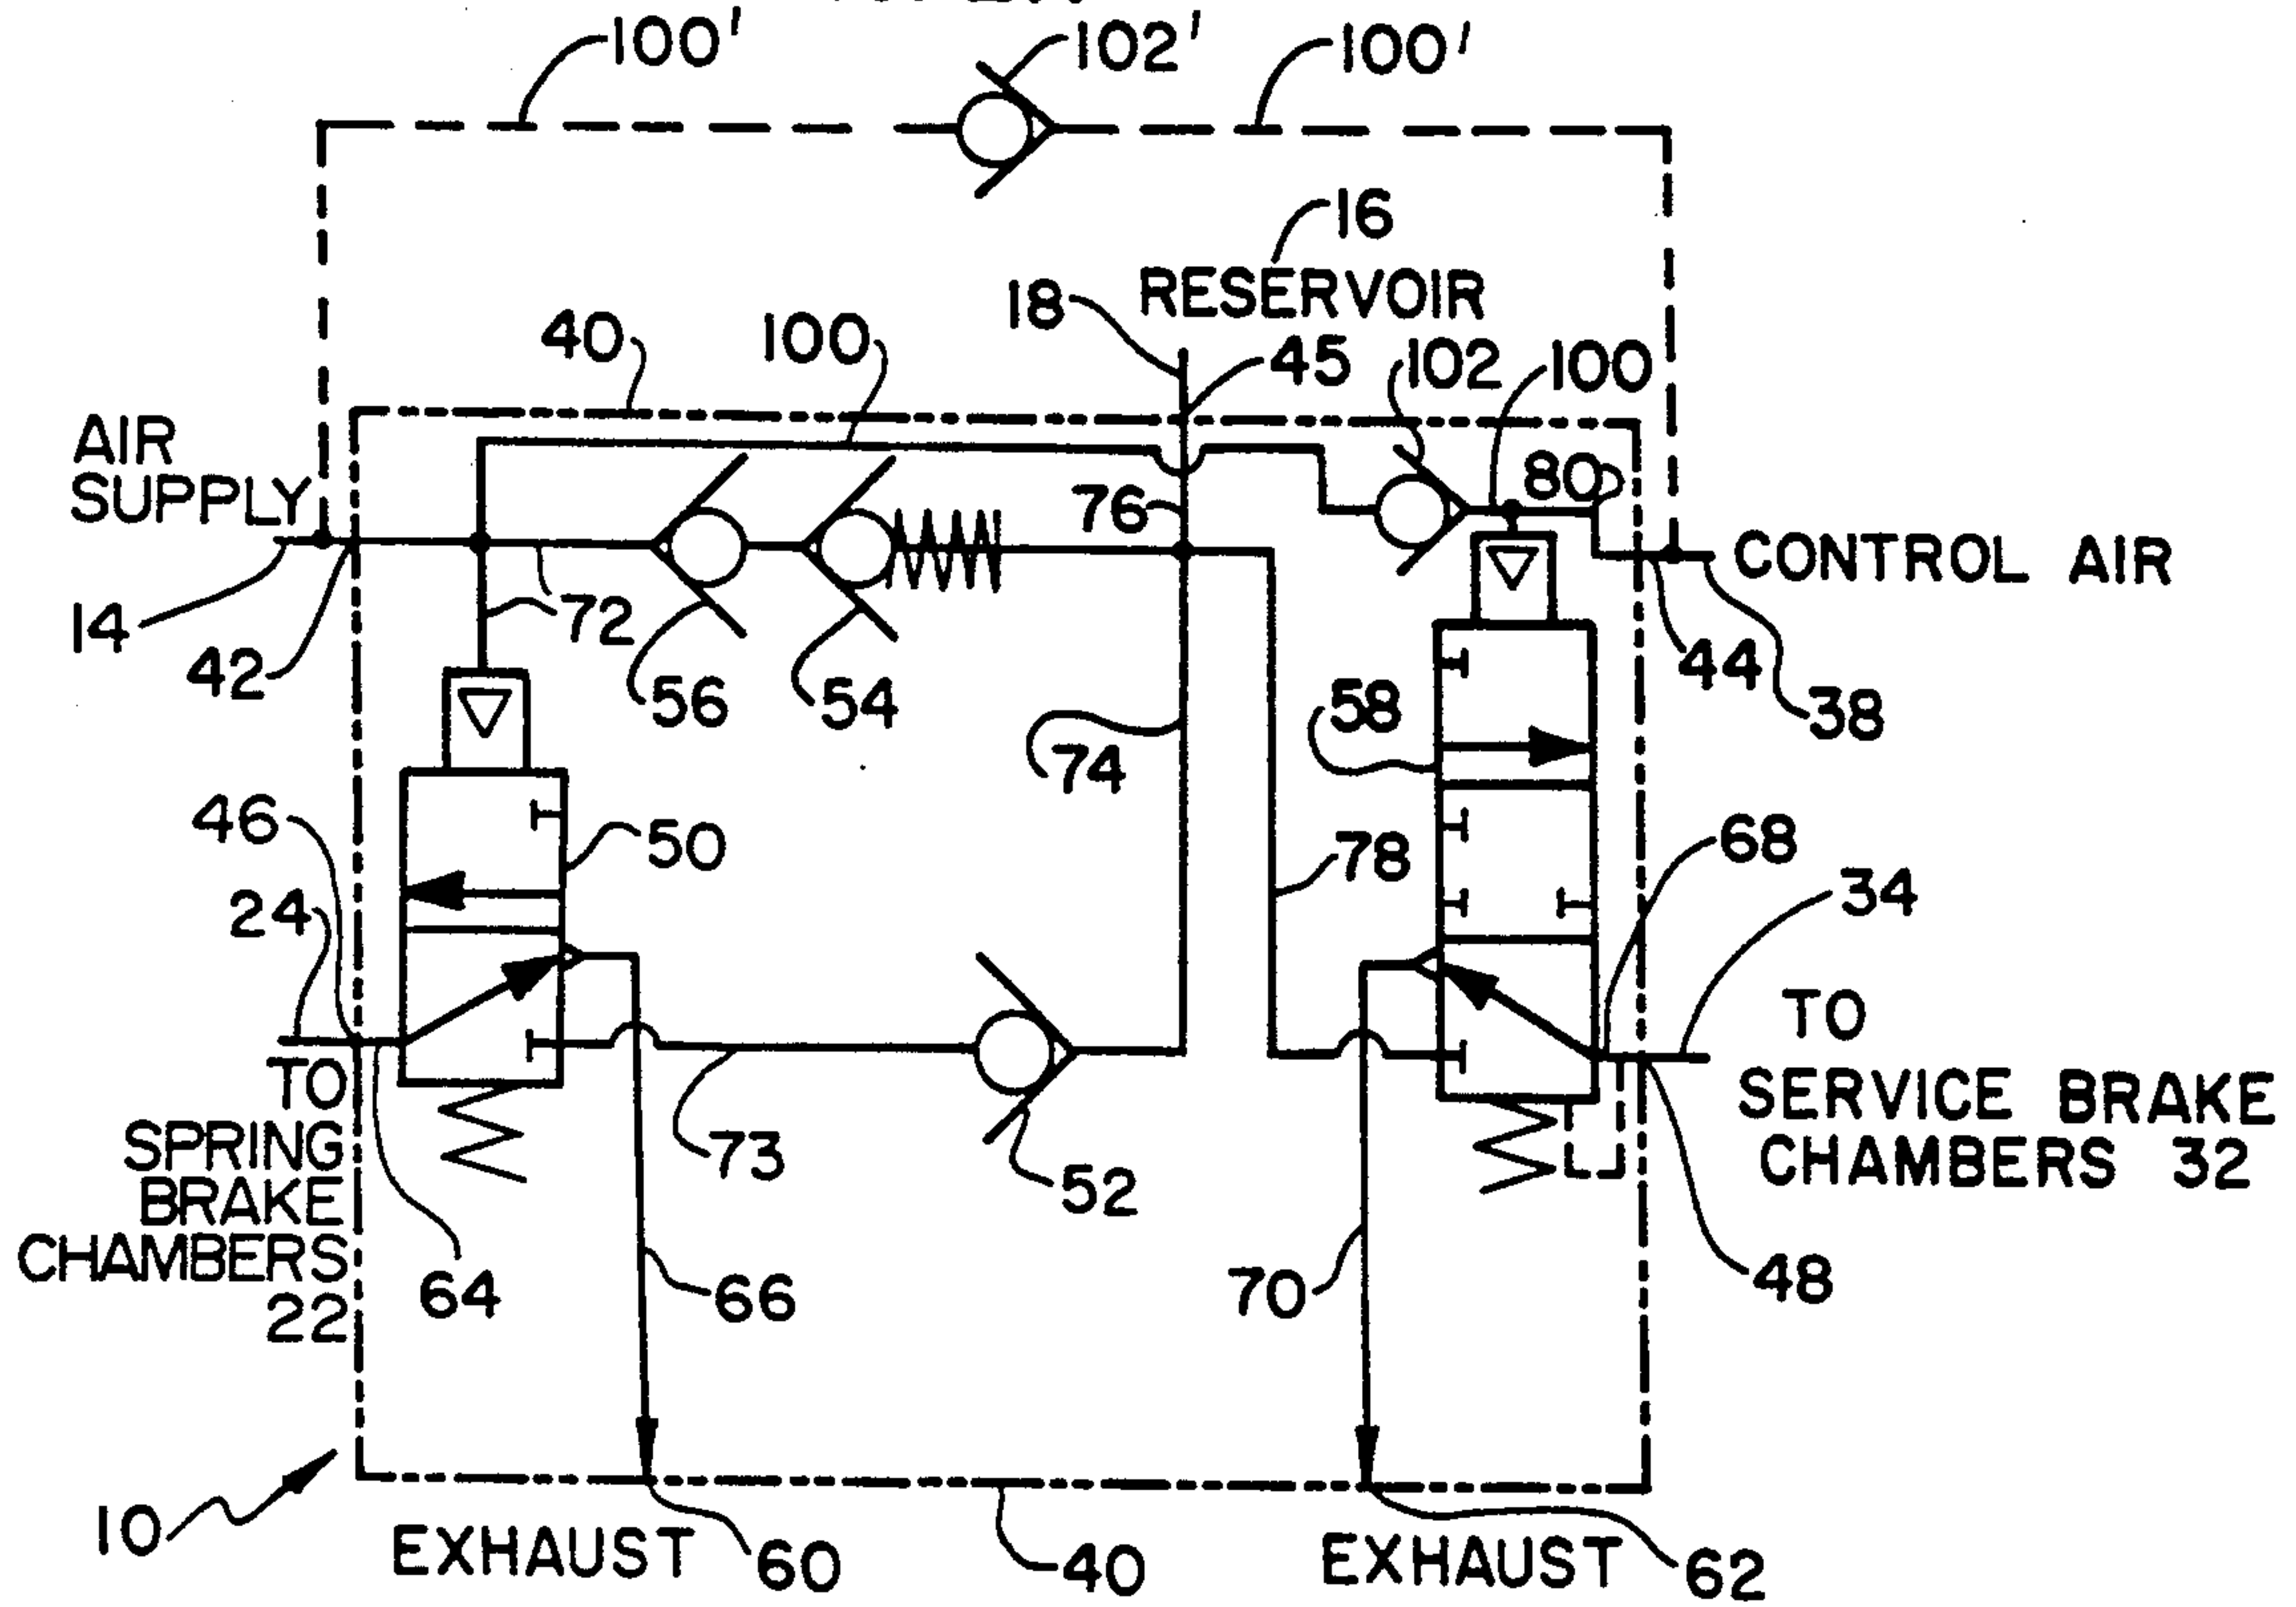 100'
102'
100'
16
RESERVOIR
18
40
100
45
102
100
AIR
SUPPLY
80
76
CONTROL AIR
14
42
72
56
54
44
38
58
74
46
50
68
24
78
34
TO
SPRING
BRAKE
CHAMBERS
22
TO
SERVICE BRAKE
CHAMBERS 32
73
52
64
66
70
48
10
EXHAUST
60
40
EXHAUST
62